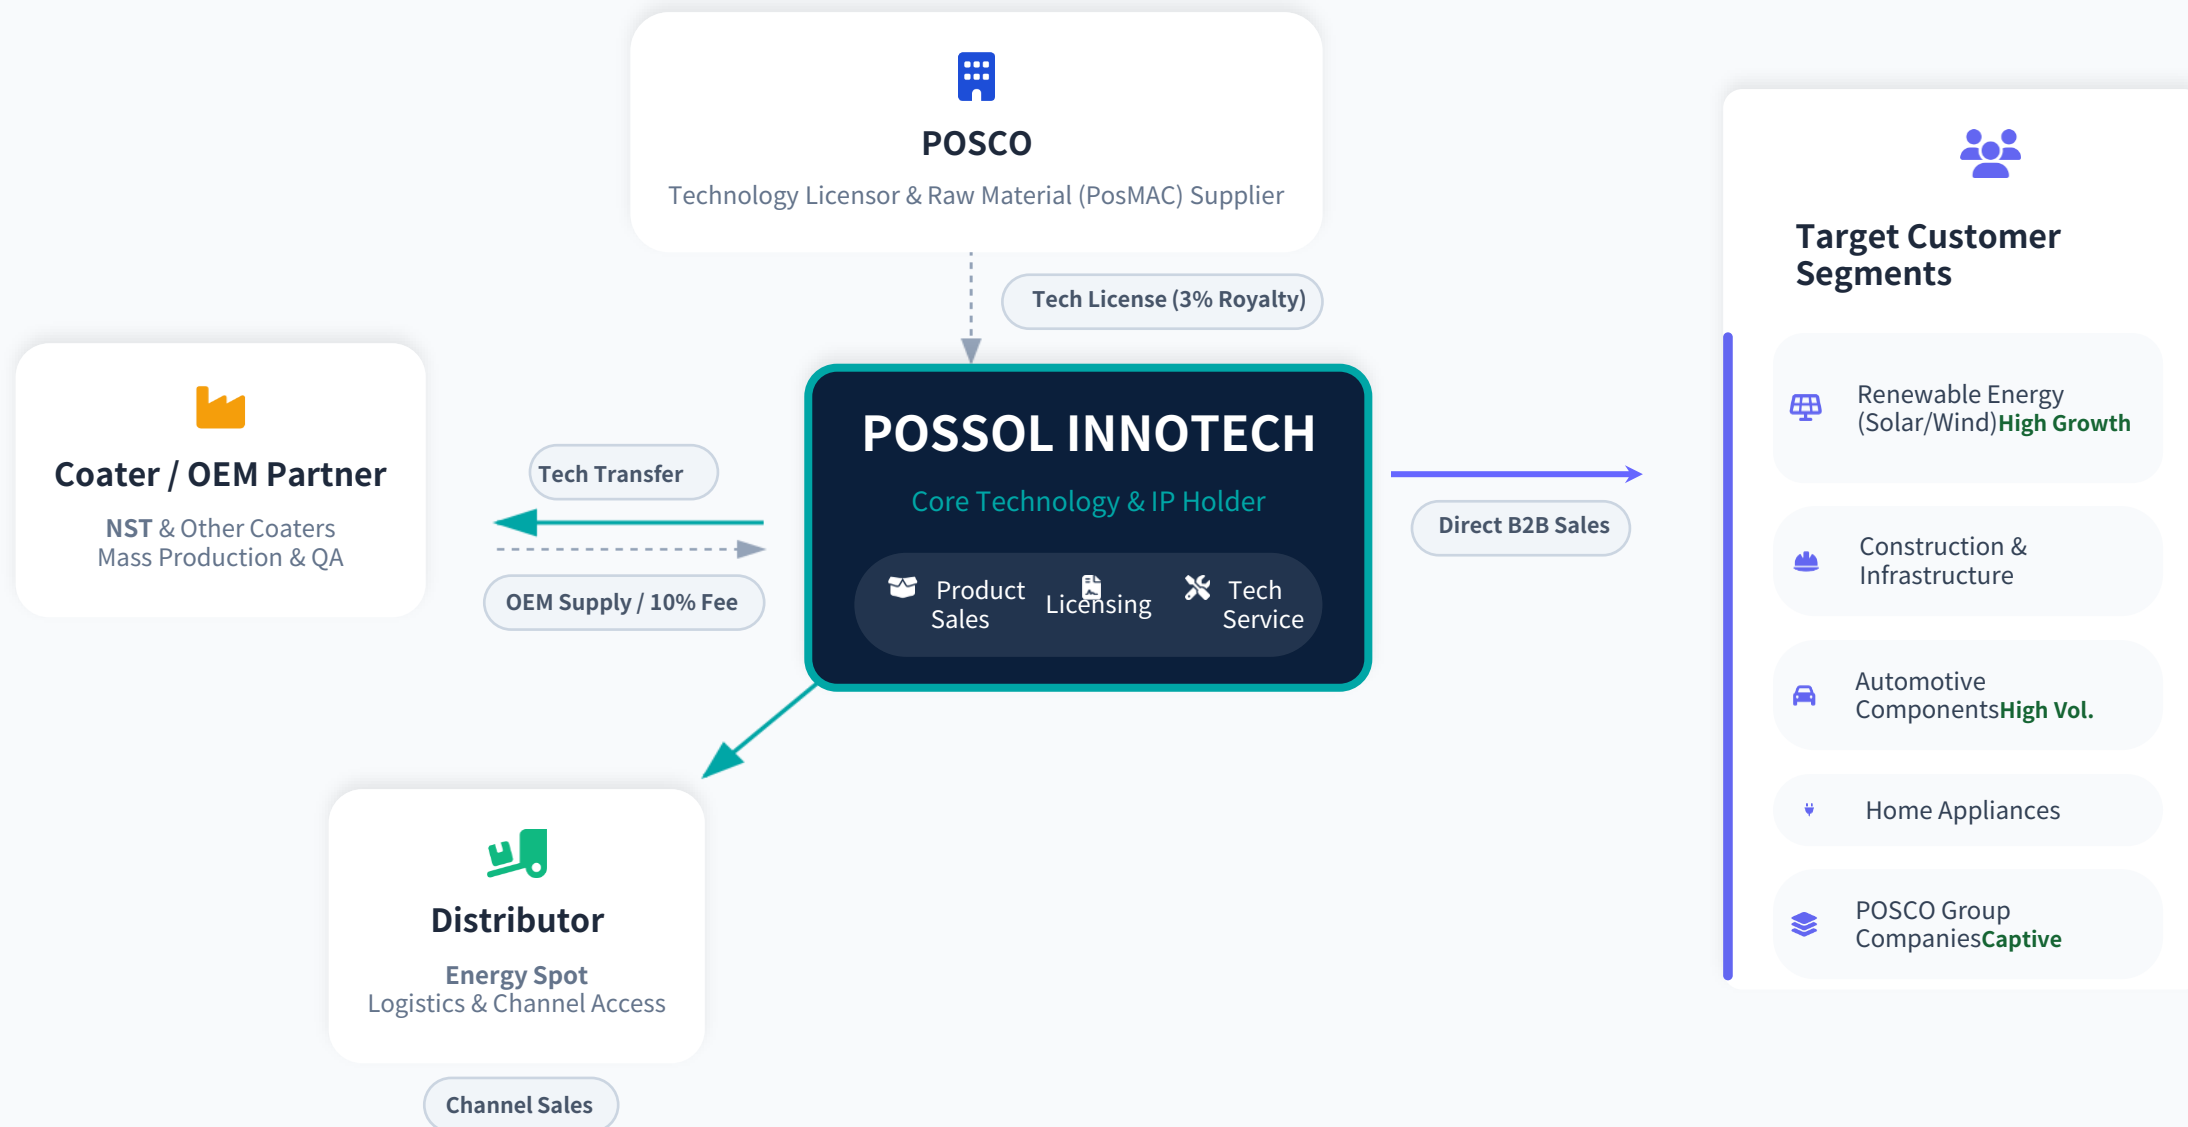 POSCO
Technology Licensor & Raw Material (PosMAC) Supplier
Tech License (3% Royalty)
Coater / OEM Partner
NST & Other Coaters
Mass Production & QA
Tech Transfer
OEM Supply / 10% Fee
POSSOL INNOTECH
Core Technology & IP Holder
Product
Sales
Licensing
Tech
Service
Direct B2B Sales
Distributor
Energy Spot
Logistics & Channel Access
Channel Sales
Target Customer
Segments
Renewable Energy
(Solar/Wind)High Growth
Construction &
Infrastructure
Automotive
ComponentsHigh Vol.
Home Appliances
POSCO Group
CompaniesCaptive